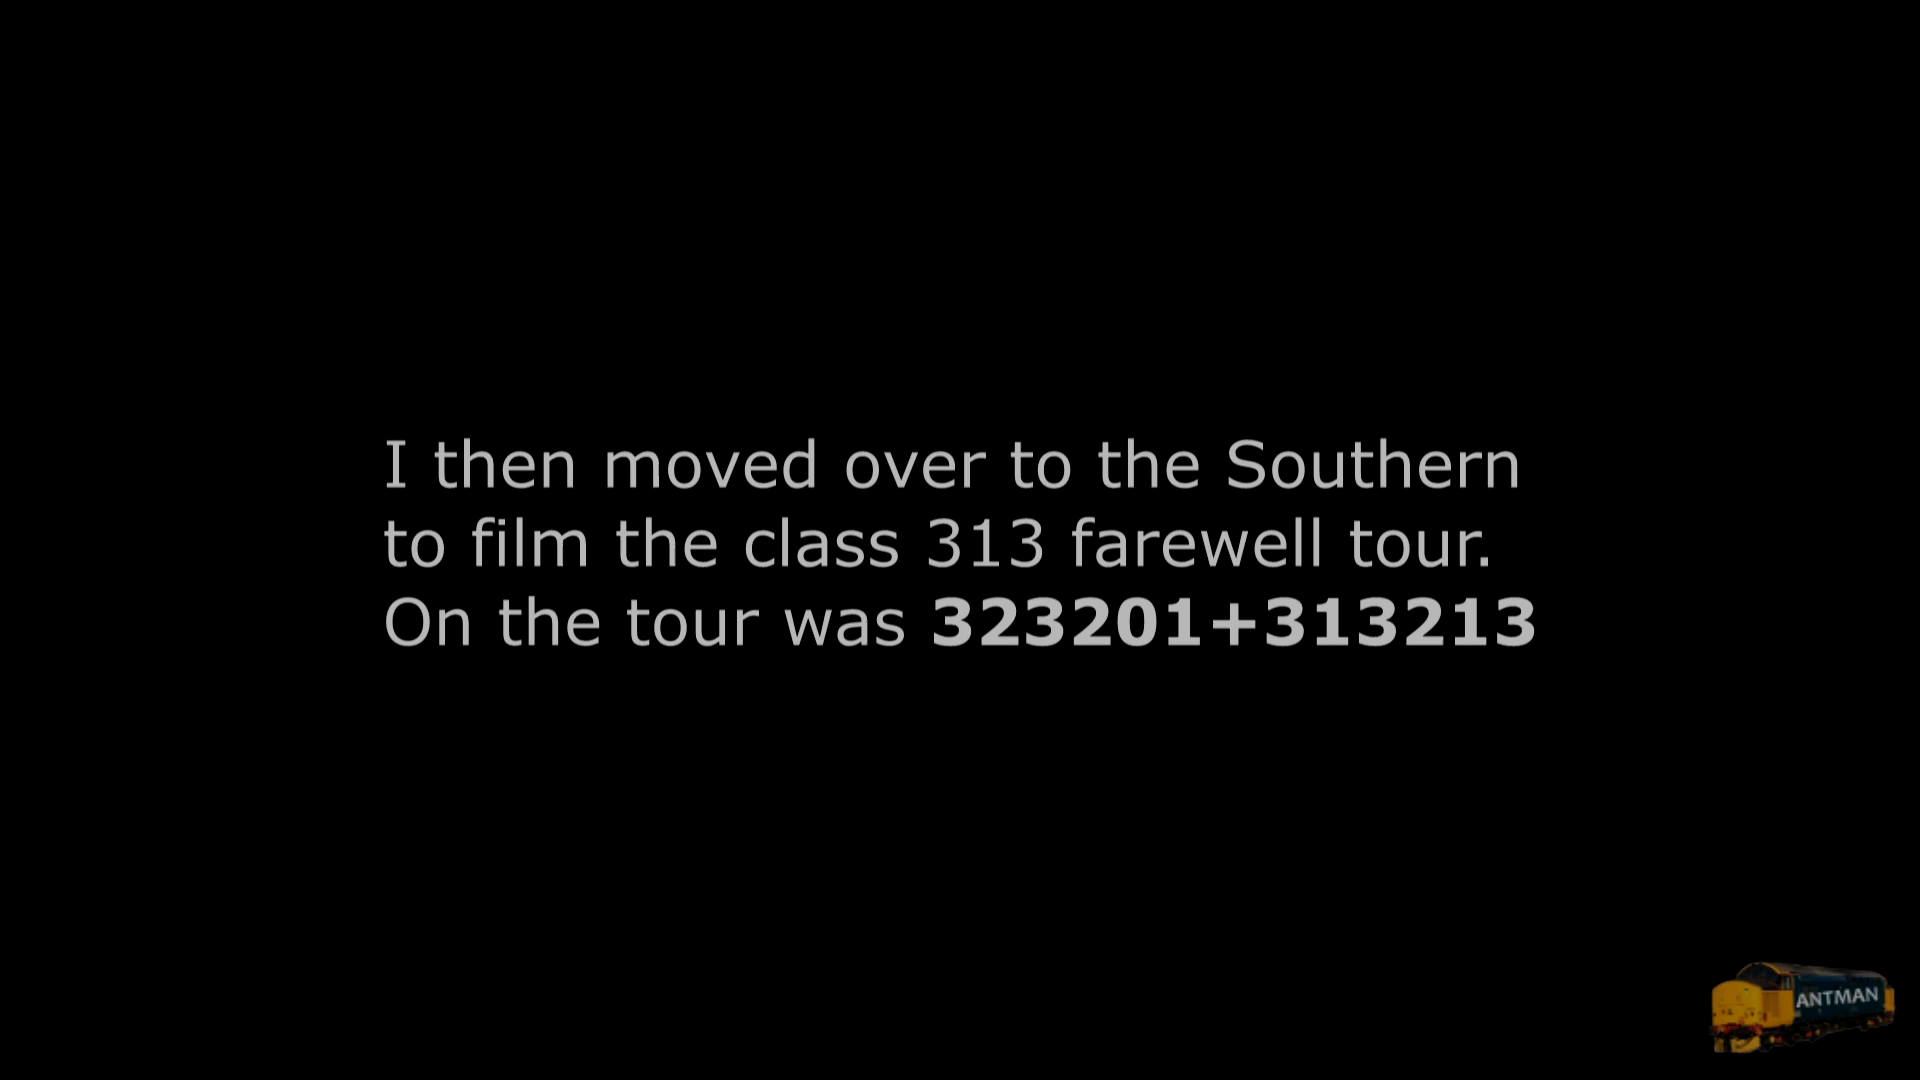 I then moved over to the Southern
to film the class 313 farewell tour.
On the tour was 323201+313213
ANTMAN